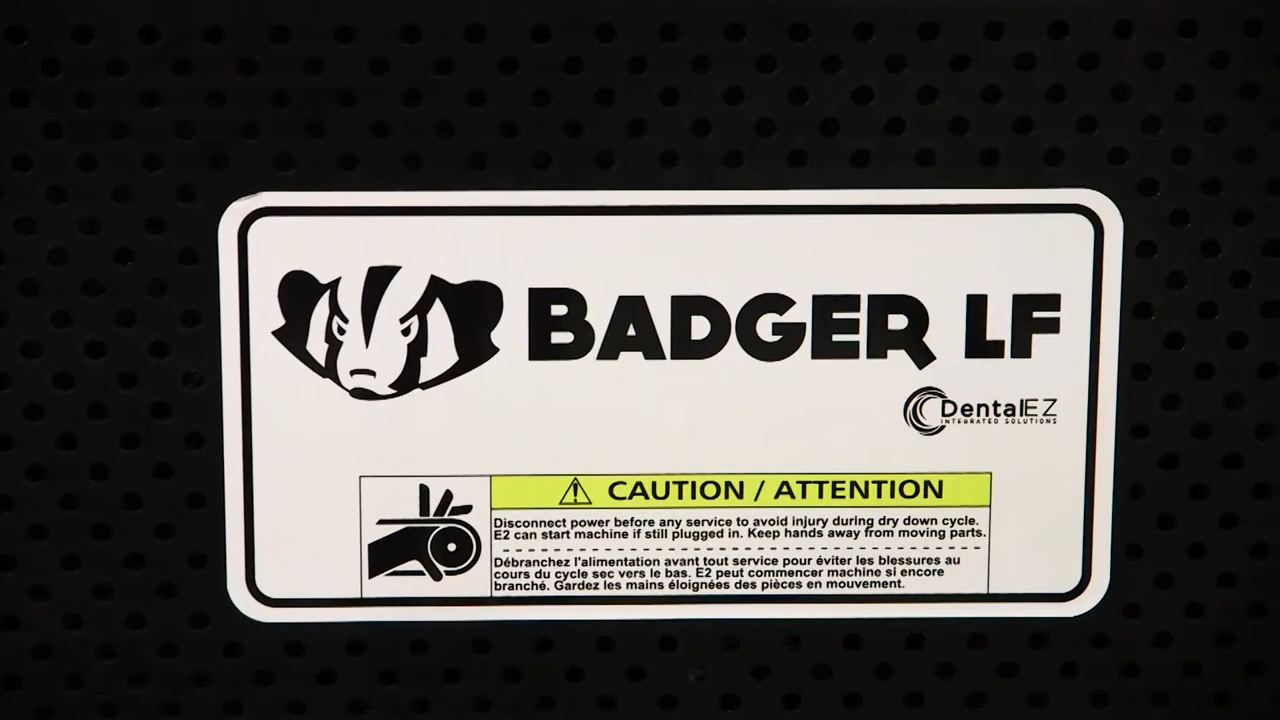 BADGER LF
DentalEZ
INTEGRATED SOLUTIONS
CAUTION / ATTENTION
Disconnect power before any service to avoid injury during dry down cycle.
E2 can start machine if still plugged in. Keep hands away from moving parts.
Débranchez l'alimentation avant tout service pour éviter les blessures au
cours du cycle sec vers le bas. E2 peut commencer machine si encore
branché. Gardez les mains éloignées des pièces en mouvement.